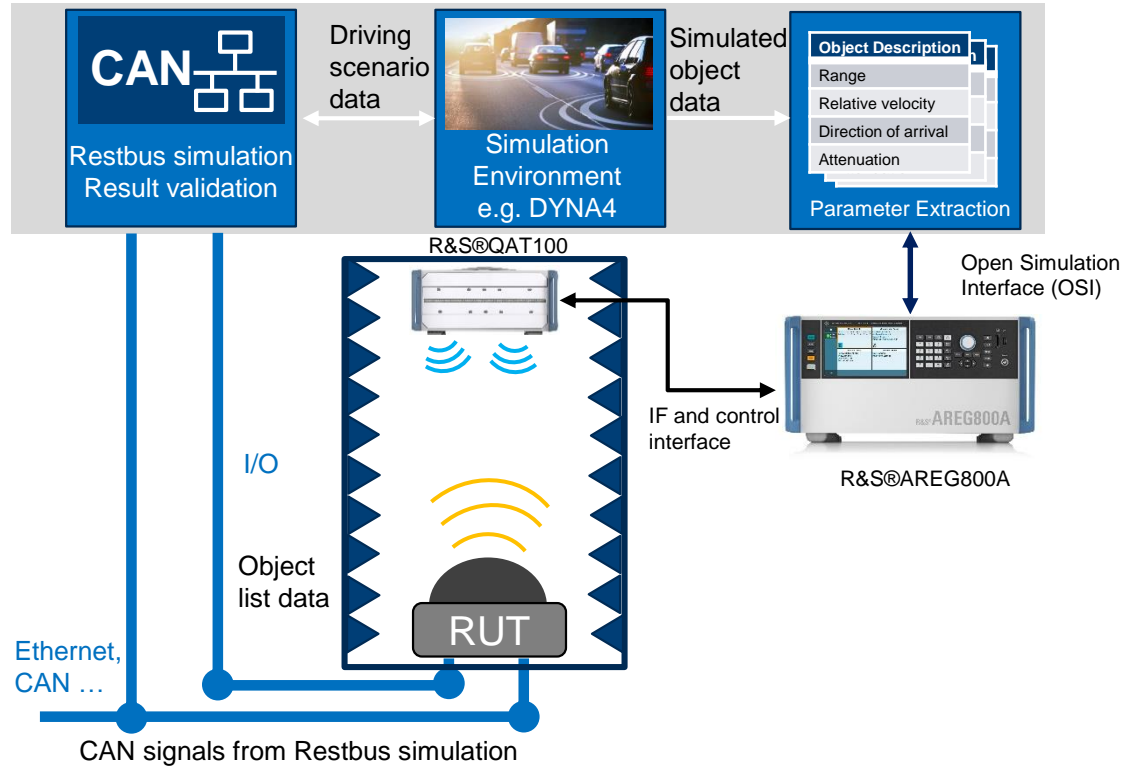 CAN
Restbus simulation
Result validation
Driving
scenario
data
Simulation
Environment
e.g. DYNA4
Simulated
object
data
Object Description
Range
Relative velocity
Direction of arrival
Attenuation
Parameter Extraction
R&S®QAT100
Open Simulation
Interface (OSI)
IF and control
interface
R&S®AREG800A
R&S®AREG800A
I/O
Object
list data
RUT
Ethernet,
CAN …
CAN signals from Restbus simulation